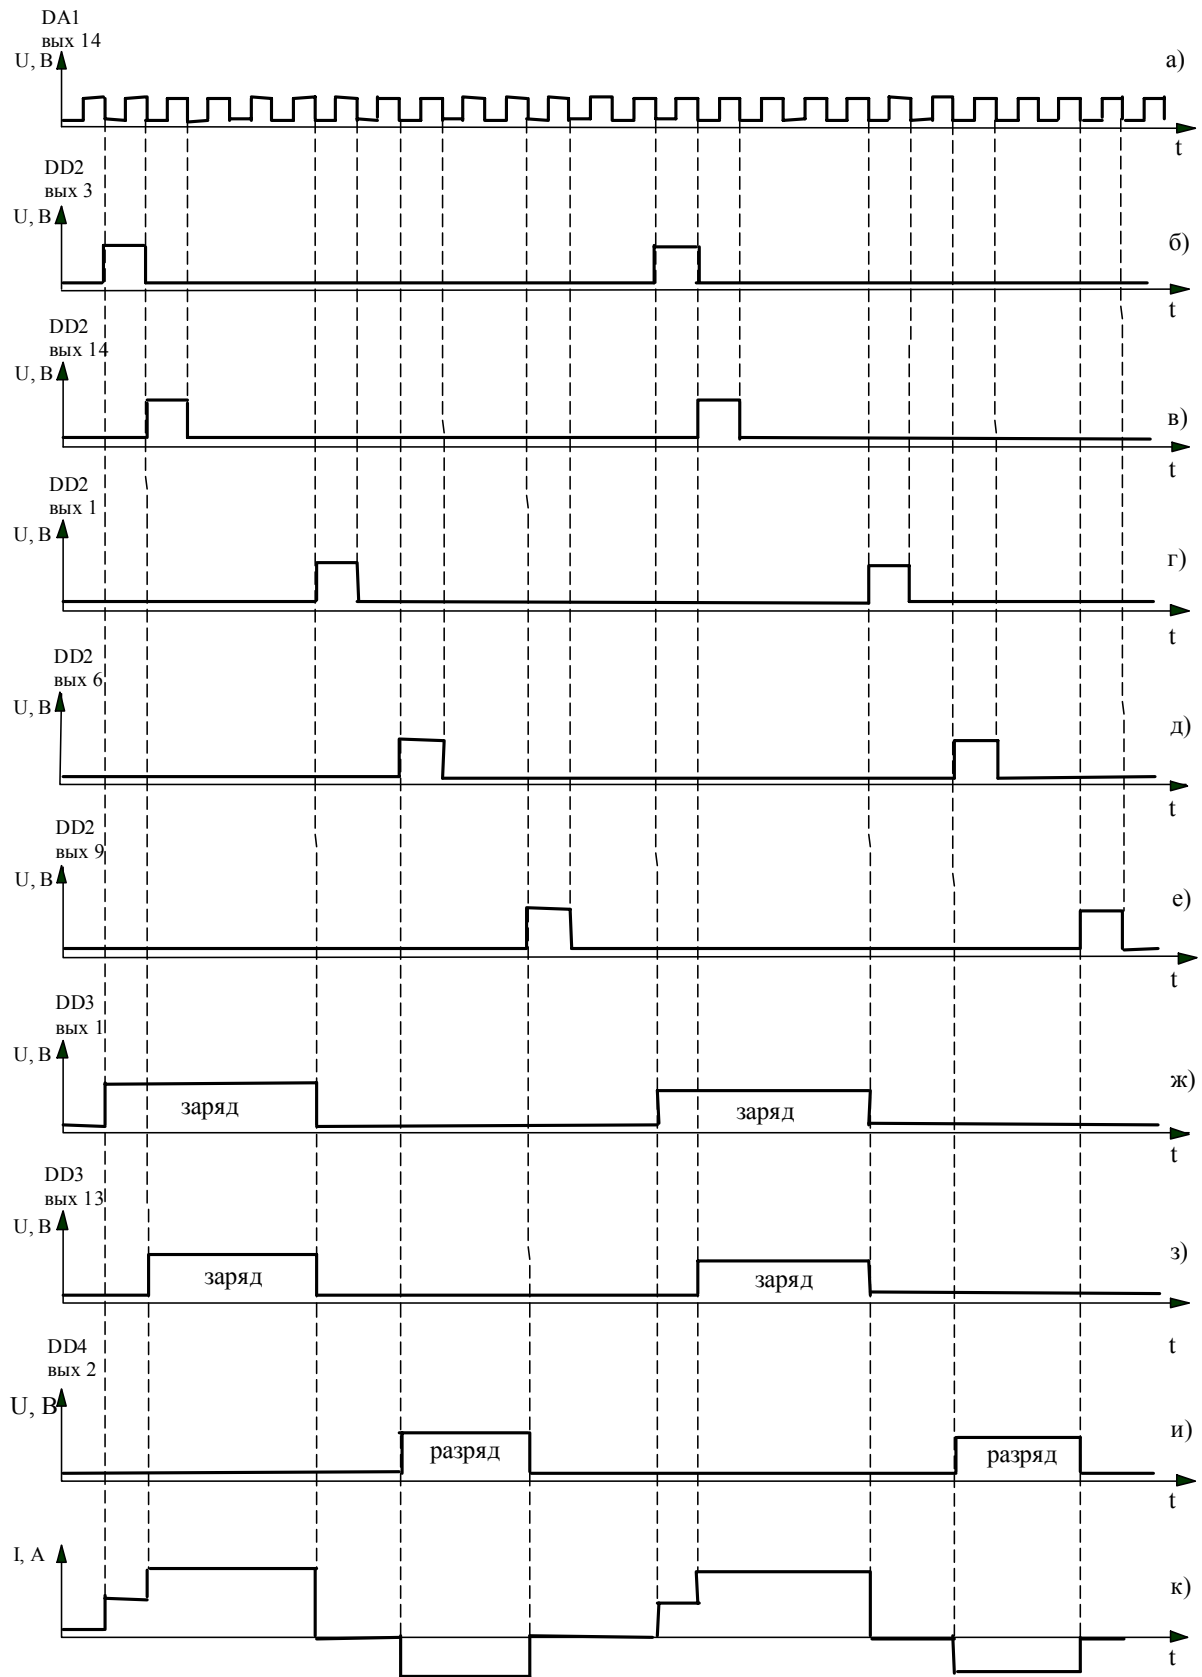 DA1
вых 14
U, В
а)
t
DD2
вых 3
U, В
б)
t
DD2
вых 14
U, В
в)
t
DD2
вых 1
U, В
г)
t
DD2
вых 6
U, В
д)
t
DD2
вых 9
U, В
е)
t
DD3
вых 1
U, В
заряд заряд
ж)
t
DD3
вых 13
U, В
заряд заряд
з)
t
DD4
вых 2
U, В
разряд разряд
и)
t
I, А
к)
t